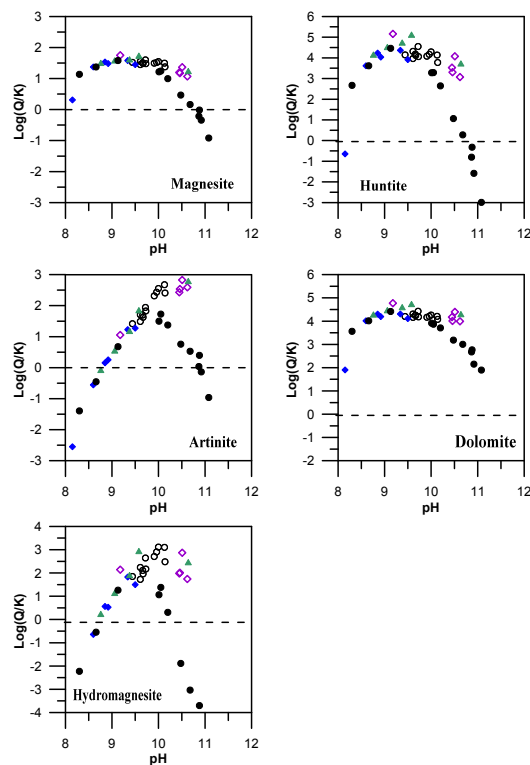 3
2
1
0
-1
-2
-3
Log(Q/K)
Magnesite
8 9 10 11 12
pH
6
5
4
3
2
1
0
-1
-2
-3
Log(Q/K)
Huntite
8 9 10 11 12
pH
3
2
1
0
-1
-2
-3
Log(Q/K)
Artinite
8 9 10 11 12
pH
6
5
4
3
2
1
0
-1
-2
Log(Q/K)
Dolomite
8 9 10 11 12
pH
4
3
2
1
0
-1
-2
-3
-4
Log(Q/K)
Hydromagnesite
8 9 10 11 12
pH